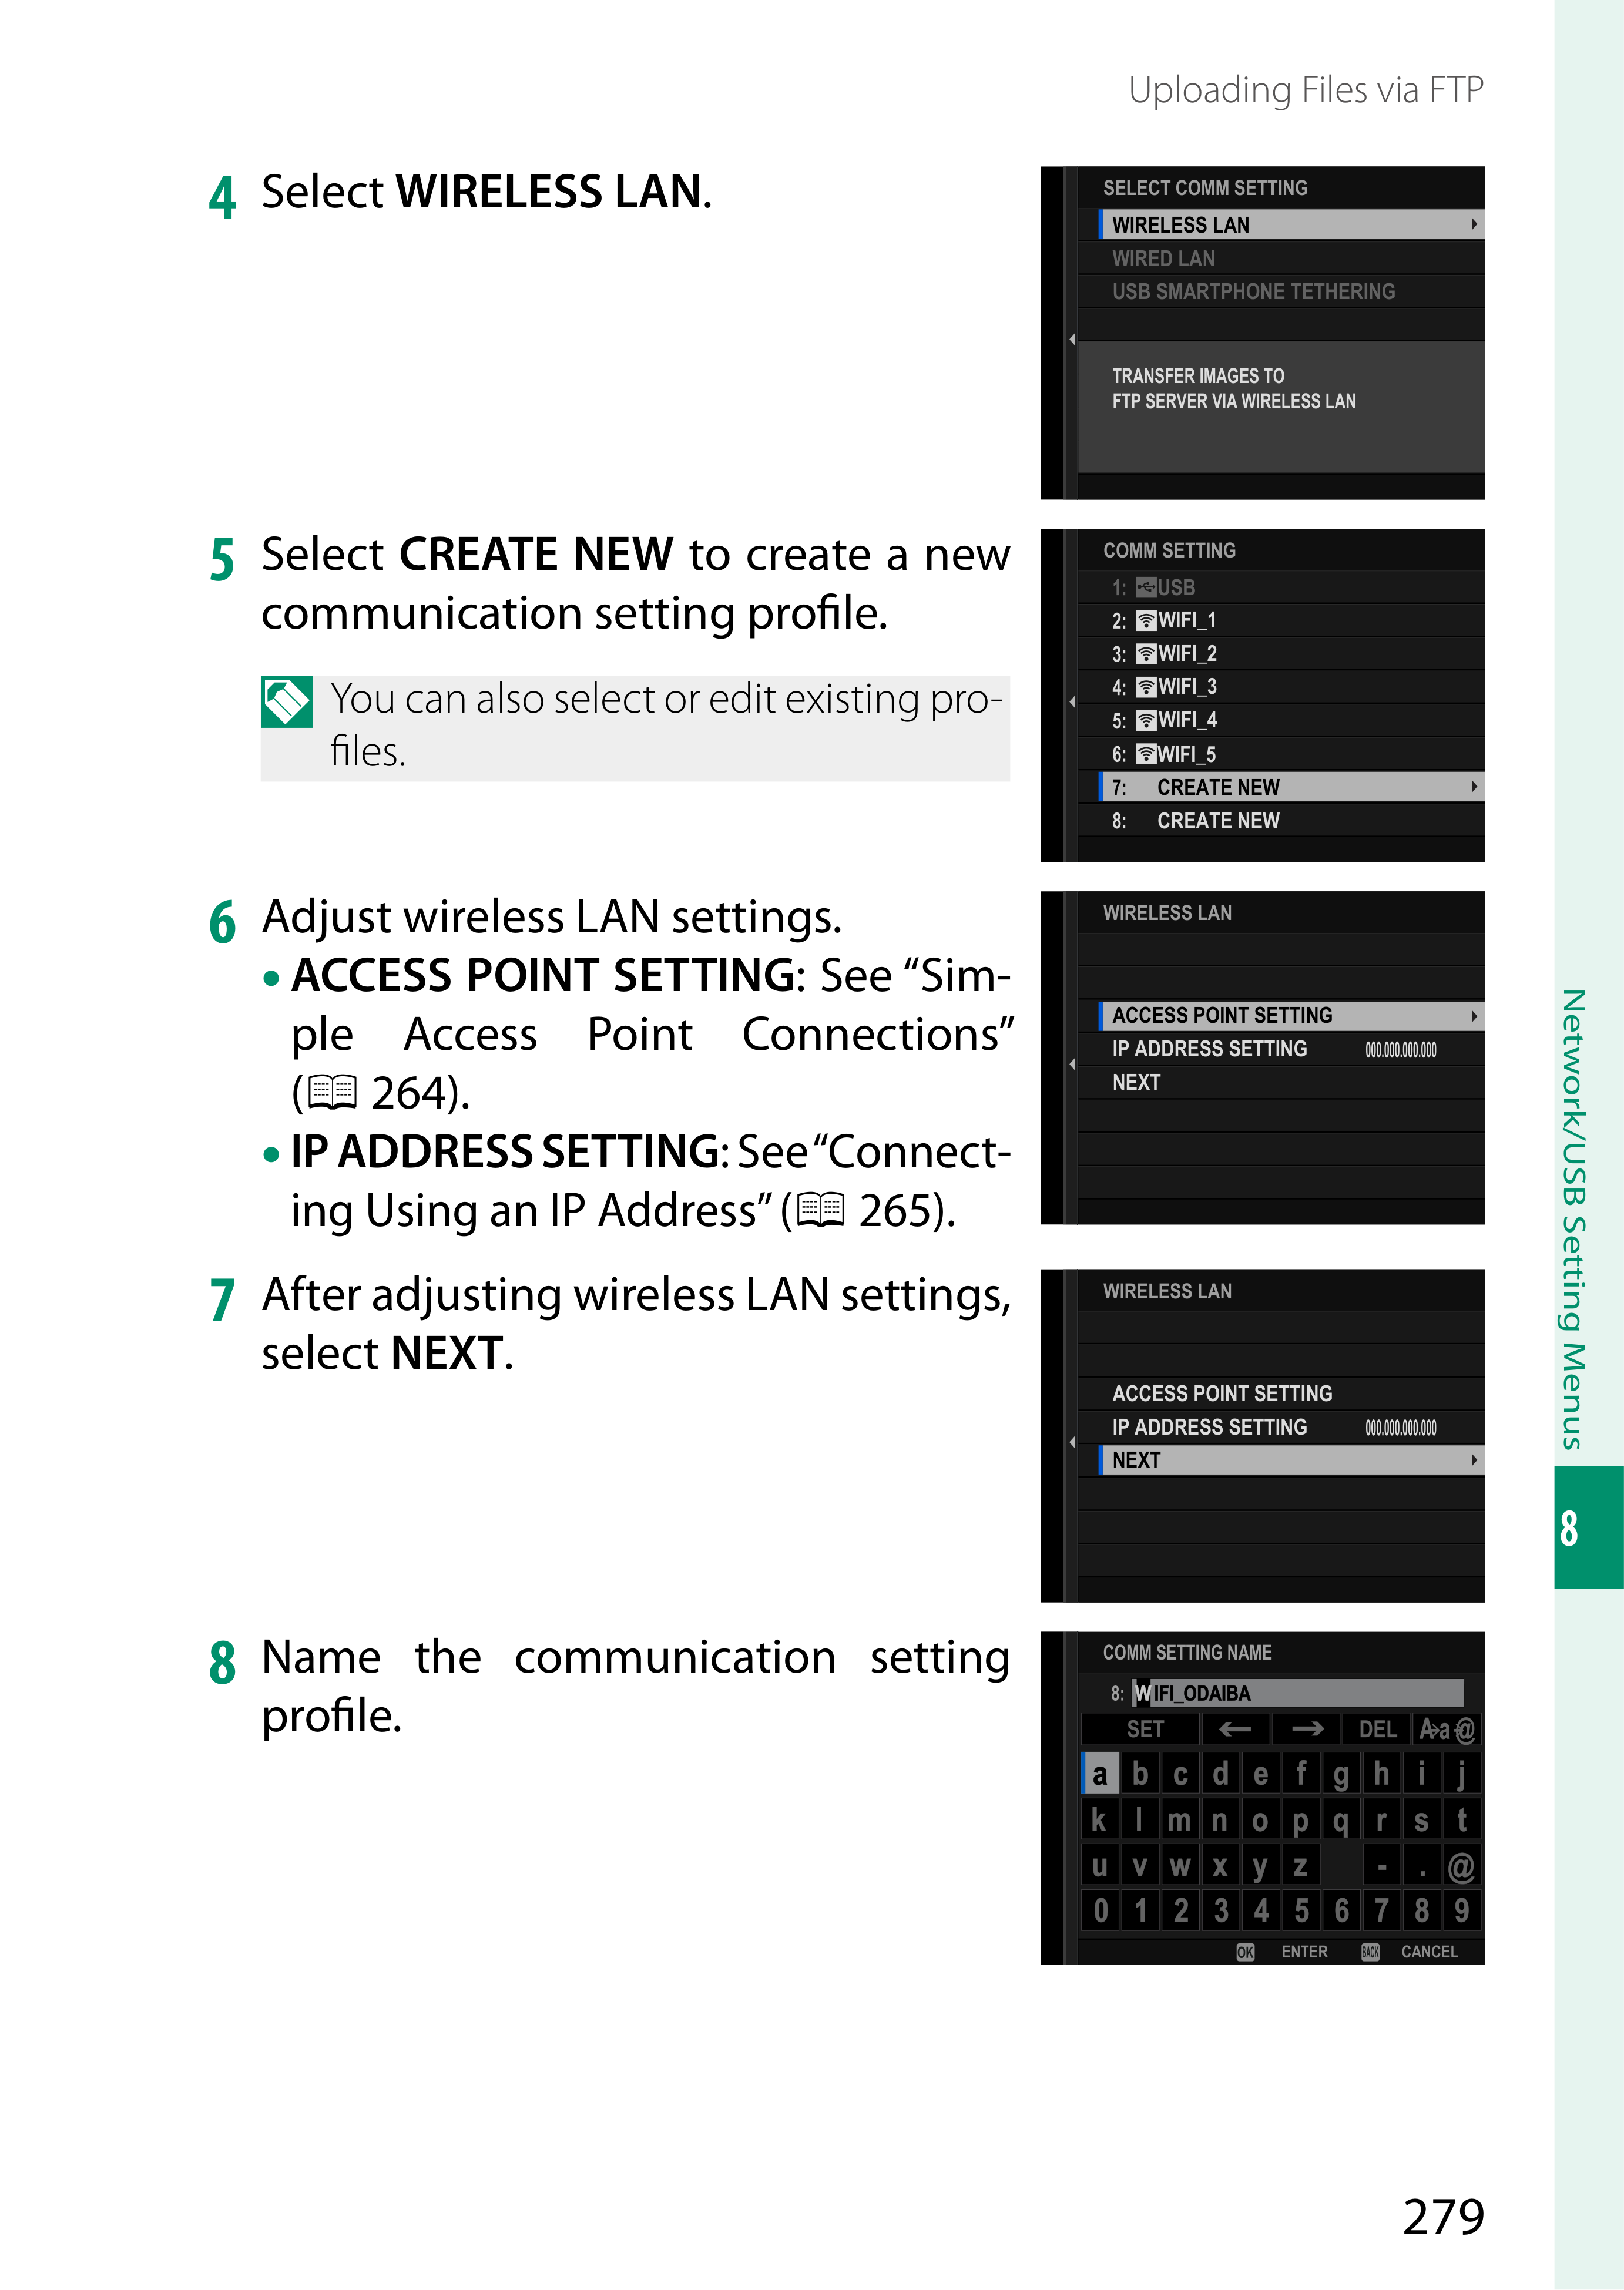 Uploading Files via FTP
4 Select WIRELESS LAN.
SELECT COMM SETTING
WIRELESS LAN
WIRED LAN
USB SMARTPHONE TETHERING
TRANSFER IMAGES TO
FTP SERVER VIA WIRELESS LAN
5 Select CREATE NEW to create a new
communication setting profile.
You can also select or edit existing pro-
files.
COMM SETTING
1: USB
2: WIFI_1
3: WIFI_2
4: WIFI_3
5: WIFI_4
6: WIFI_5
7: CREATE NEW
8: CREATE NEW
6 Adjust wireless LAN settings.
• ACCESS POINT SETTING: See “Sim-
ple Access Point Connections”
( 264).
• IP ADDRESS SETTING: See “Connect-
ing Using an IP Address” ( 265).
WIRELESS LAN
ACCESS POINT SETTING
IP ADDRESS SETTING 000.000.000.000
NEXT
7 After adjusting wireless LAN settings,
select NEXT.
WIRELESS LAN
ACCESS POINT SETTING
IP ADDRESS SETTING 000.000.000.000
NEXT
8 Name the communication setting
profile.
COMM SETTING NAME
8: WIFI_ODAIBA
SET ← → DEL A→a→@
a b c d e f g h i j
k l m n o p q r s t
u v w x y z - . @
0 1 2 3 4 5 6 7 8 9
OK ENTER BACK CANCEL
Network/USB Setting Menus
8
279